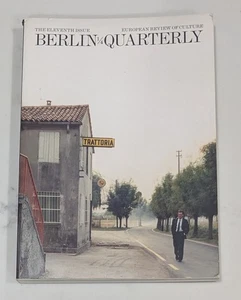 THE ELEVENTH ISSUE EUROPEAN REVIEW OF CULTURE
BERLIN QUARTERLY
TRATTORIA